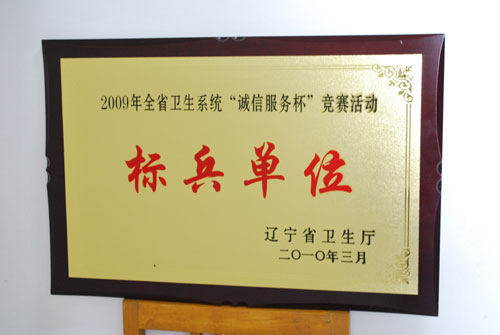 2009年全省卫生系统“诚信服务杯”竞赛活动
标兵单位
辽宁省卫生厅
二〇一〇年三月